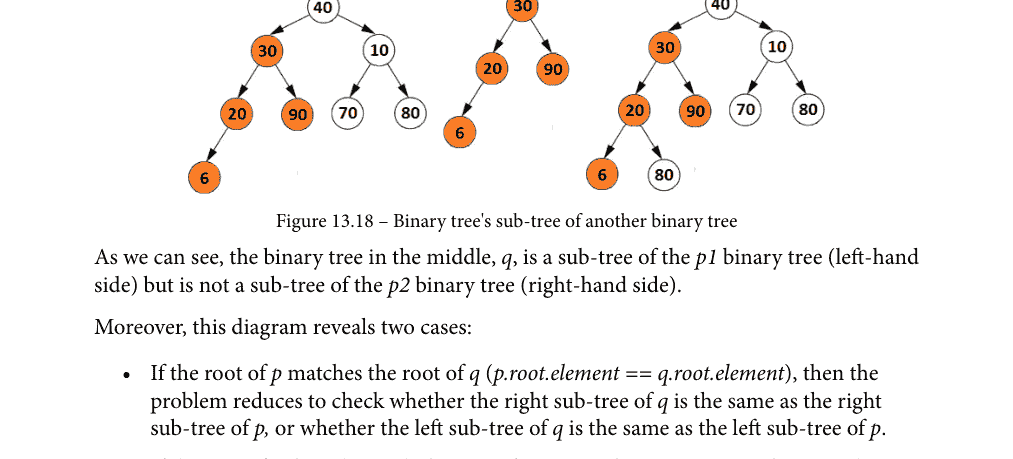 40 30 40
30 10 20 90 30 10
20 90 70 80 6 20 90 70 80
6 6 80
Figure 13.18 – Binary tree's sub-tree of another binary tree
As we can see, the binary tree in the middle, q, is a sub-tree of the p1 binary tree (left-hand
side) but is not a sub-tree of the p2 binary tree (right-hand side).
Moreover, this diagram reveals two cases:
• If the root of p matches the root of q (p.root.element == q.root.element), then the
problem reduces to check whether the right sub-tree of q is the same as the right
sub-tree of p, or whether the left sub-tree of q is the same as the left sub-tree of p.